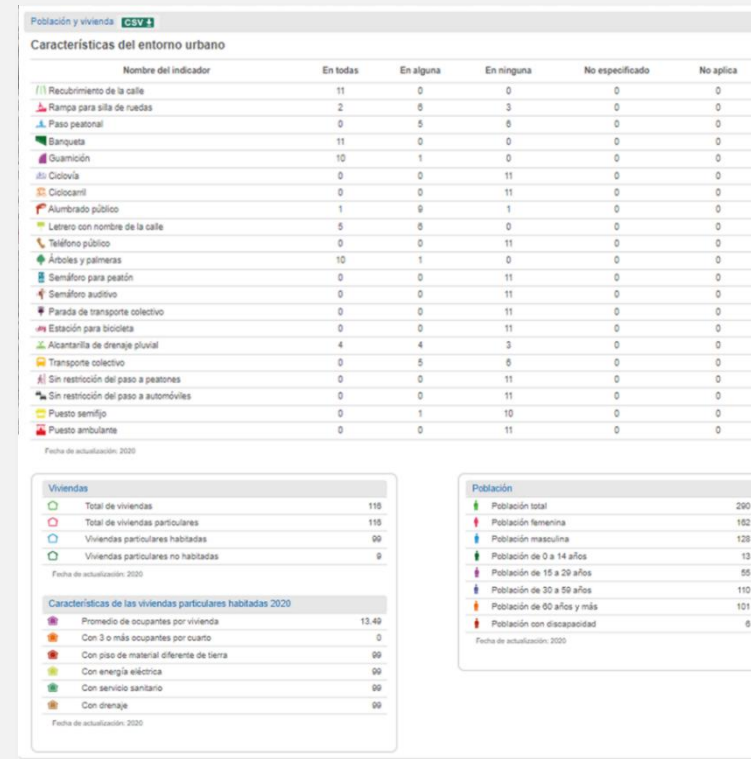 Población y vivienda CSV
Características del entorno urbano
Nombre del indicador En todas En alguna En ninguna No especificado No aplica
Recubrimiento de la calle 11 0 0 0 0
Rampa para silla de ruedas 2 6 3 0 0
Paso peatonal 0 5 6 0 0
Banqueta 11 0 0 0 0
Guarnición 10 1 0 0 0
Ciclovía 0 0 11 0 0
Ciclocarril 0 0 11 0 0
Alumbrado público 1 9 1 0 0
Letrero con nombre de la calle 5 6 0 0 0
Teléfono público 0 0 11 0 0
Árboles y palmeras 10 1 0 0 0
Semáforo para peatón 0 0 11 0 0
Semáforo auditivo 0 0 11 0 0
Parada de transporte colectivo 0 0 11 0 0
Estación para bicicleta 0 0 11 0 0
Alcantarilla de drenaje pluvial 4 4 3 0 0
Transporte colectivo 0 5 6 0 0
Sin restricción del paso a peatones 0 0 11 0 0
Sin restricción del paso a automóviles 0 0 11 0 0
Puesto semifijo 0 1 10 0 0
Puesto ambulante 0 0 11 0 0
Fecha de actualización: 2020
Viviendas
Total de viviendas 116
Total de viviendas particulares 116
Viviendas particulares habitadas 99
Viviendas particulares no habitadas 9
Fecha de actualización: 2020
Características de las viviendas particulares habitadas 2020
Promedio de ocupantes por vivienda 13.49
Con 3 o más ocupantes por cuarto 0
Con piso de material diferente de tierra 99
Con energía eléctrica 99
Con servicio sanitario 99
Con drenaje 99
Fecha de actualización: 2020
Población
Población total 290
Población femenina 162
Población masculina 128
Población de 0 a 14 años 13
Población de 15 a 29 años 55
Población de 30 a 59 años 110
Población de 60 años y más 101
Población con discapacidad 6
Fecha de actualización: 2020